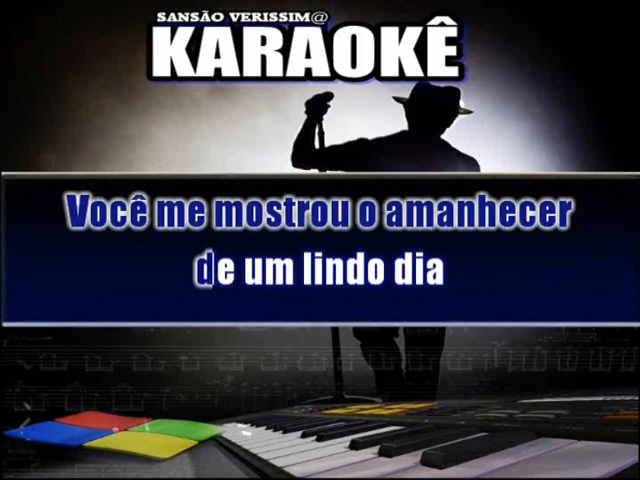 SANSÃO VERISSIM@
KARAOKÊ
Você me mostrou o amanhecer
de um lindo dia